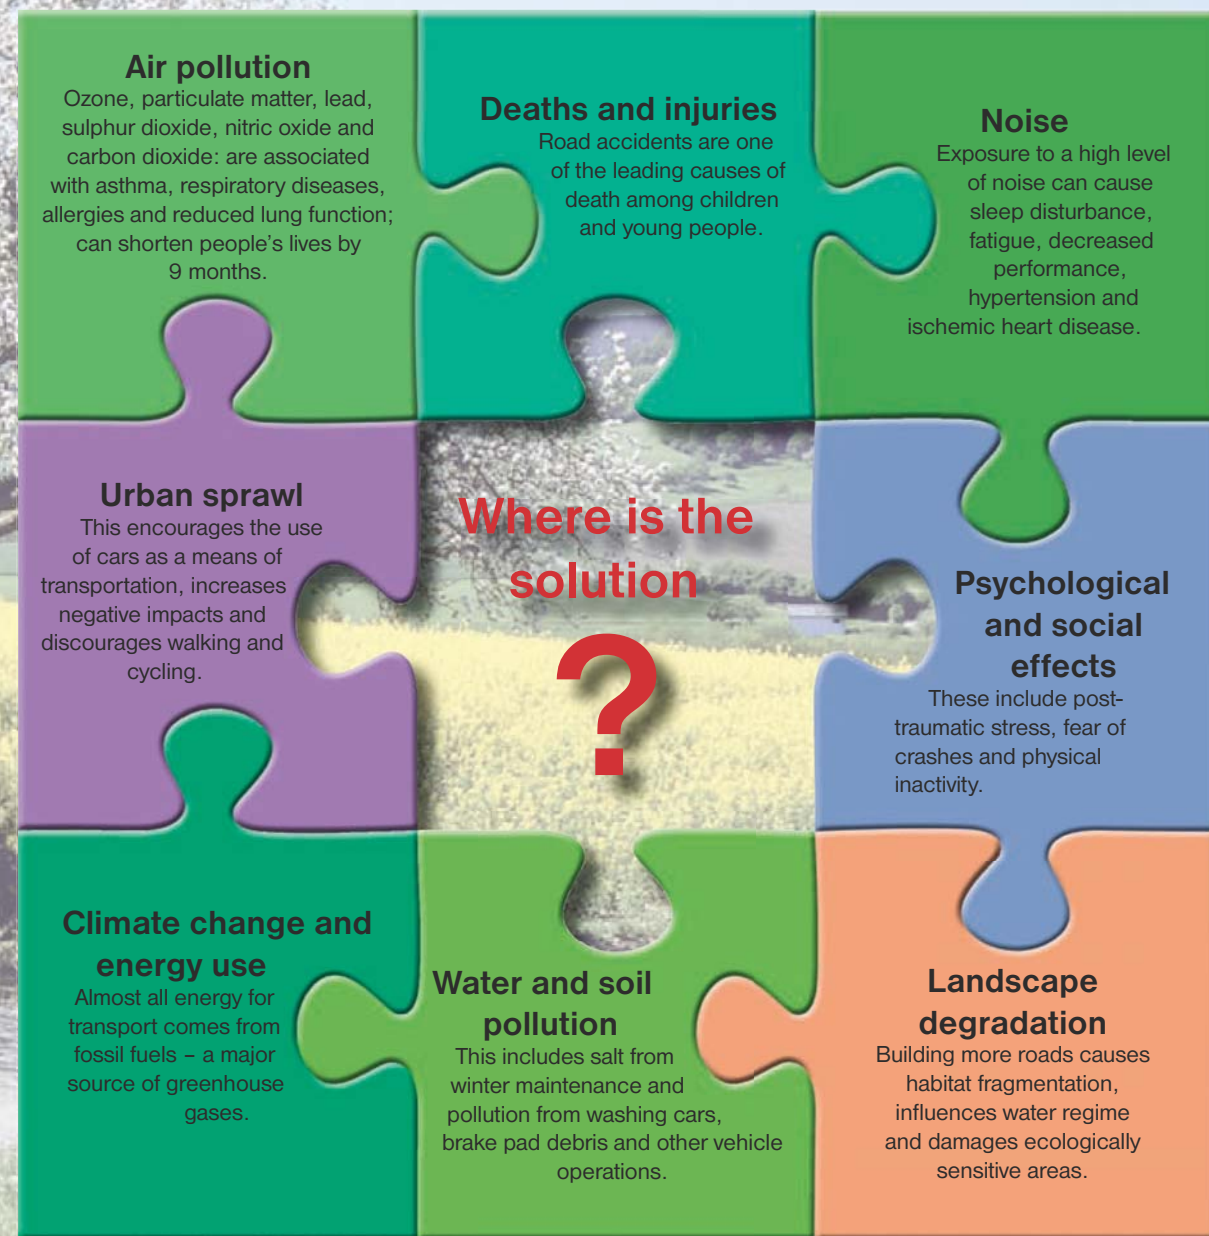 Air pollution
Ozone, particulate matter, lead,
sulphur dioxide, nitric oxide and
carbon dioxide: are associated
with asthma, respiratory diseases,
allergies and reduced lung function;
can shorten people's lives by
9 months.
Deaths and injuries
Road accidents are one
of the leading causes of
death among children
and young people.
Noise
Exposure to a high level
of noise can cause
sleep disturbance,
fatigue, decreased
performance,
hypertension and
ischemic heart disease.
Urban sprawl
This encourages the use
of cars as a means of
transportation, increases
negative impacts and
discourages walking and
cycling.
Where is the
solution
?
Psychological
and social
effects
These include post-
traumatic stress, fear of
crashes and physical
inactivity.
Climate change and
energy use
Almost all energy for
transport comes from
fossil fuels – a major
source of greenhouse
gases.
Water and soil
pollution
This includes salt from
winter maintenance and
pollution from washing cars,
brake pad debris and other vehicle
operations.
Landscape
degradation
Building more roads causes
habitat fragmentation,
influences water regime
and damages ecologically
sensitive areas.